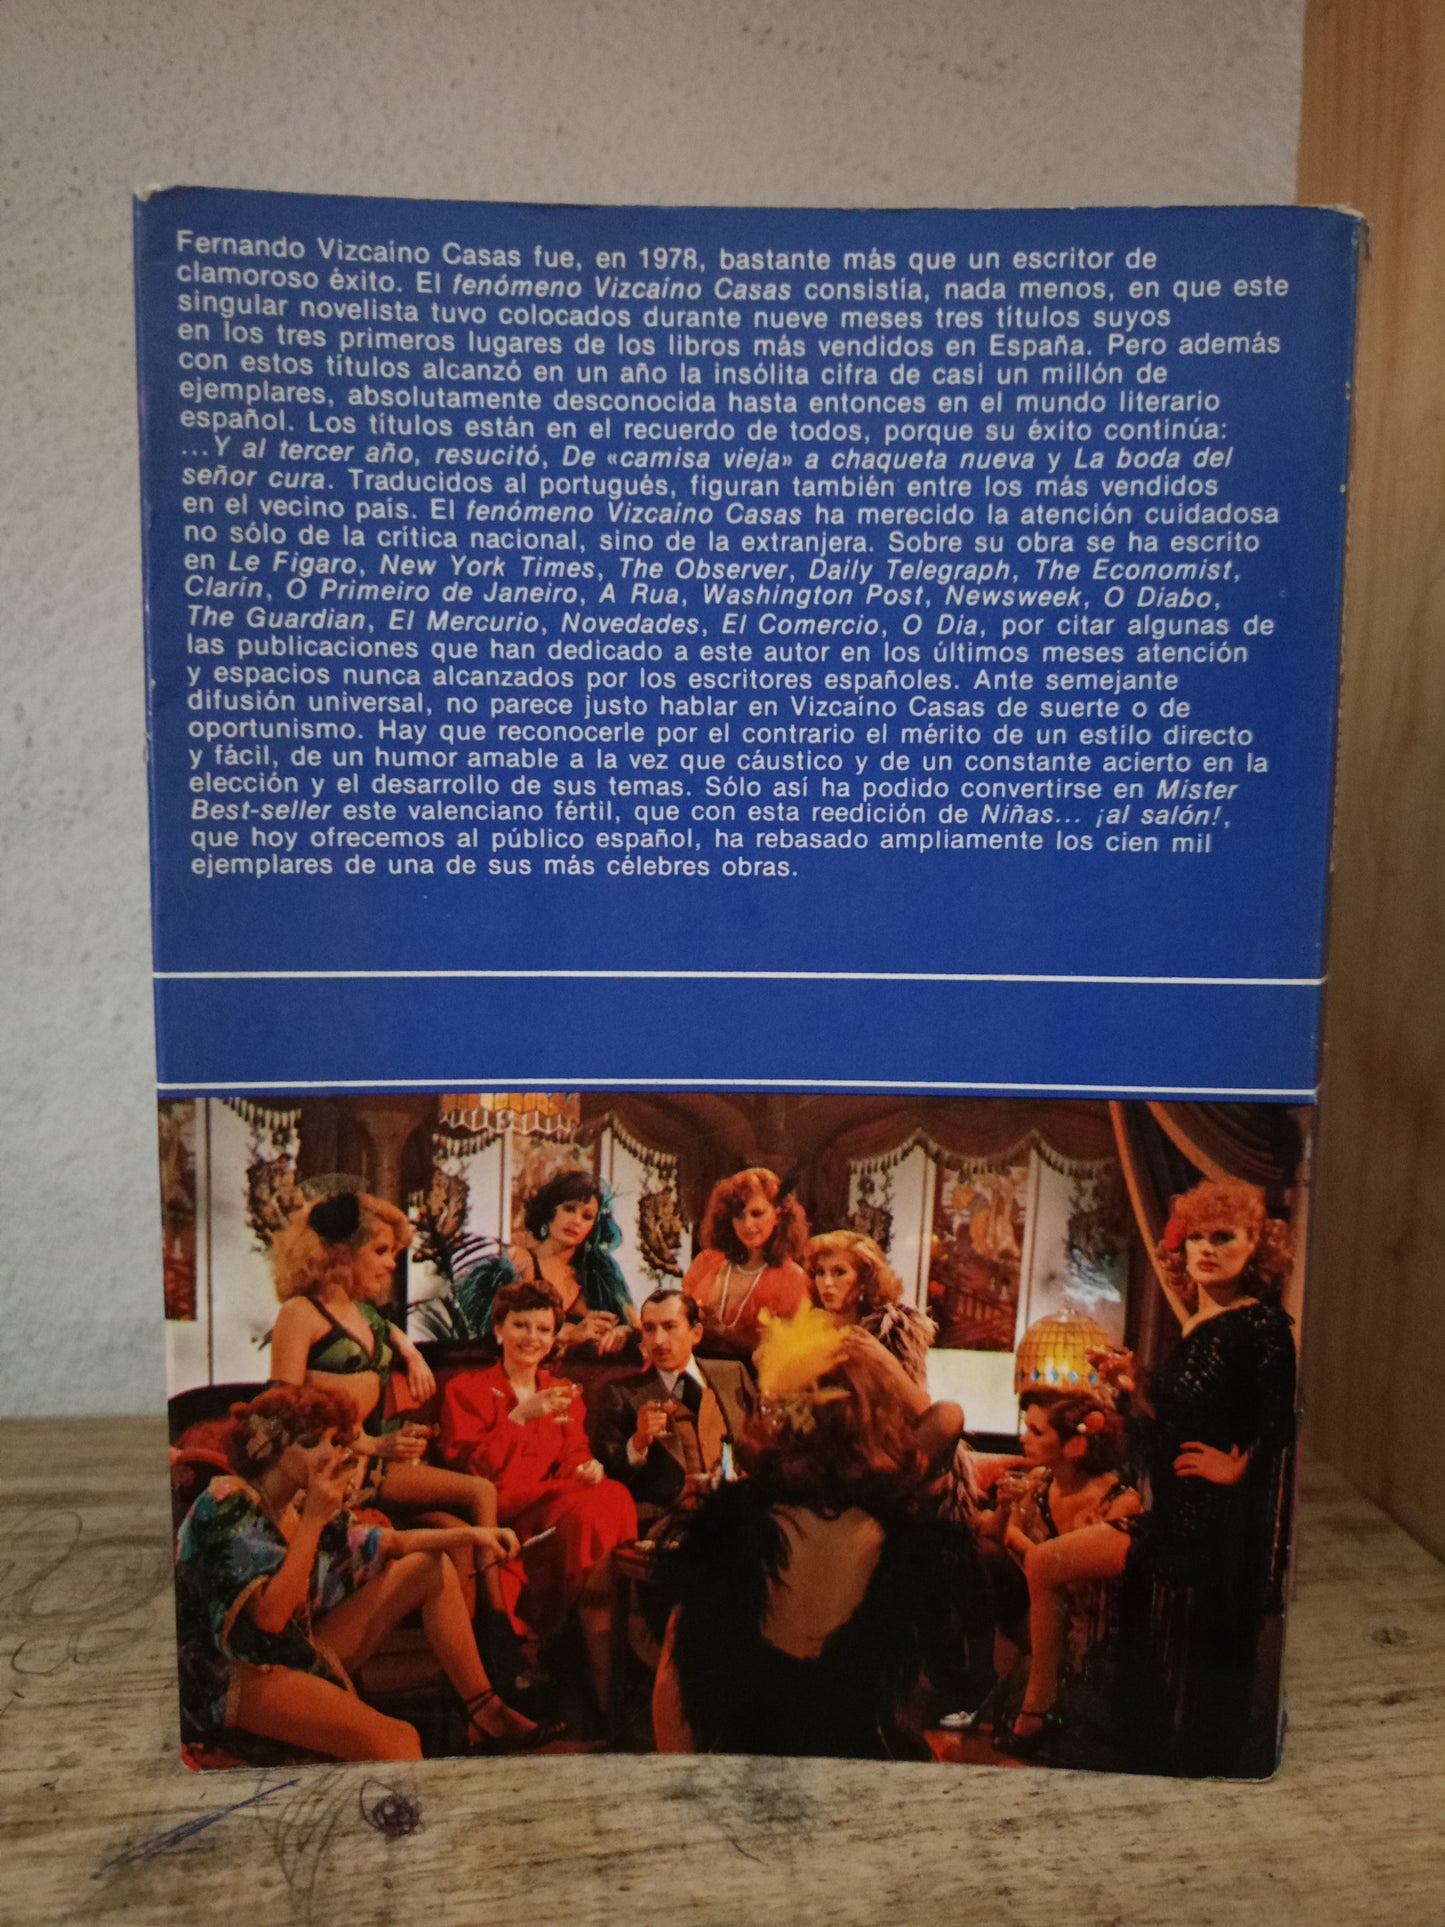 Fernando Vizcaíno Casas fue, en 1978, bastante más que un escritor de
clamoroso éxito. El fenómeno Vizcaíno Casas consistía, nada menos, en que este
singular novelista tuvo colocados durante nueve meses tres títulos suyos
en los tres primeros lugares de los libros más vendidos en España. Pero además
con estos títulos alcanzó en un año la insólita cifra de casi un millón de
ejemplares, absolutamente desconocida hasta entonces en el mundo literario
español. Los títulos están en el recuerdo de todos, porque su éxito continúa:
...Y al tercer año, resucitó, De «camisa vieja» a chaqueta nueva y La boda del
señor cura. Traducidos al portugués, figuran también entre los más vendidos
en el vecino país. El fenómeno Vizcaíno Casas ha merecido la atención cuidadosa
no sólo de la crítica nacional, sino de la extranjera. Sobre su obra se ha escrito
en Le Figaro, New York Times, The Observer, Daily Telegraph, The Economist,
Clarín, O Primeiro de Janeiro, A Rua, Washington Post, Newsweek, O Diabo,
The Guardian, El Mercurio, Novedades, El Comercio, O Dia, por citar algunas de
las publicaciones que han dedicado a este autor en los últimos meses atención
y espacios nunca alcanzados por los escritores españoles. Ante semejante
difusión universal, no parece justo hablar en Vizcaíno Casas de suerte o de
oportunismo. Hay que reconocerle por el contrario el mérito de un estilo directo
y fácil, de un humor amable a la vez que cáustico y de un constante acierto en la
elección y el desarrollo de sus temas. Sólo así ha podido convertirse en Mister
Best-seller este valenciano fértil, que con esta reedición de Niñas... ¡al salón!,
que hoy ofrecemos al público español, ha rebasado ampliamente los cien mil
ejemplares de una de sus más célebres obras.